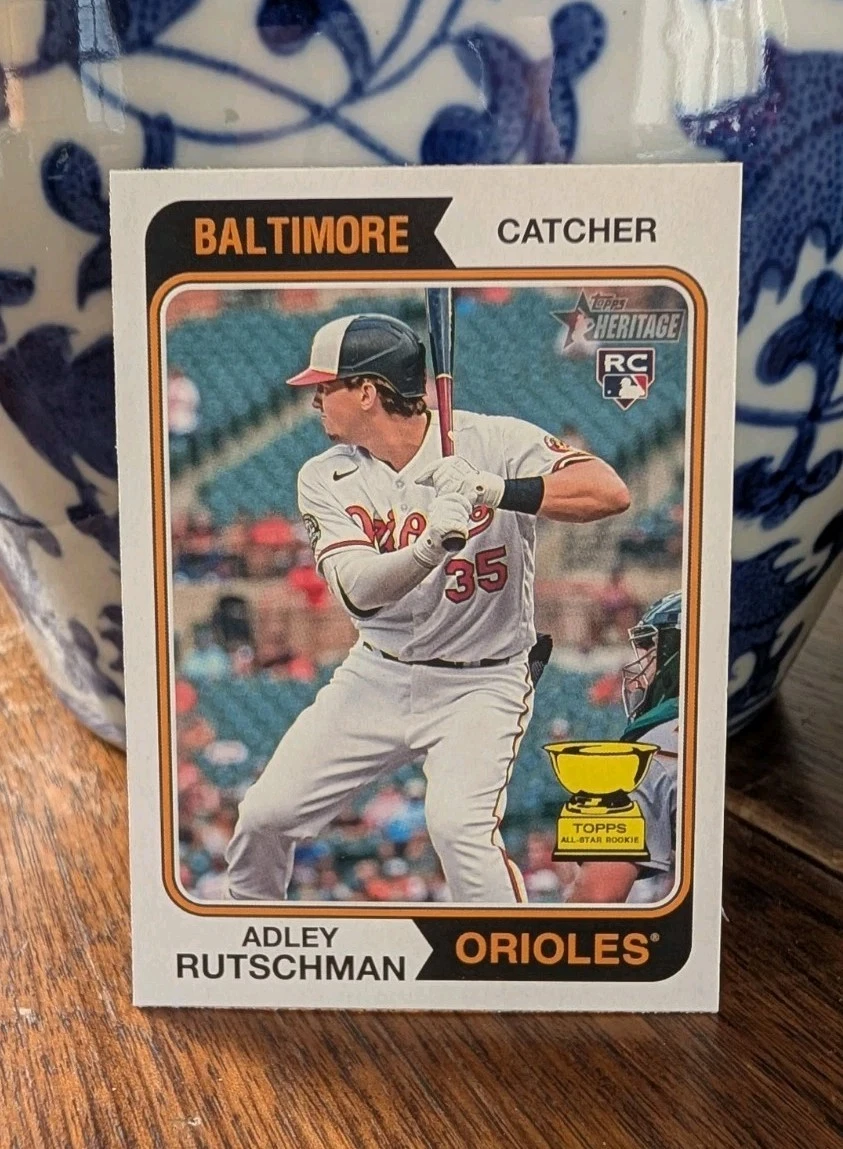 BALTIMORE
CATCHER
Topps
HERITAGE
RC
Orioles
35
TOPPS
ALL-STAR ROOKIE
ADLEY
RUTSCHMAN
ORIOLES®